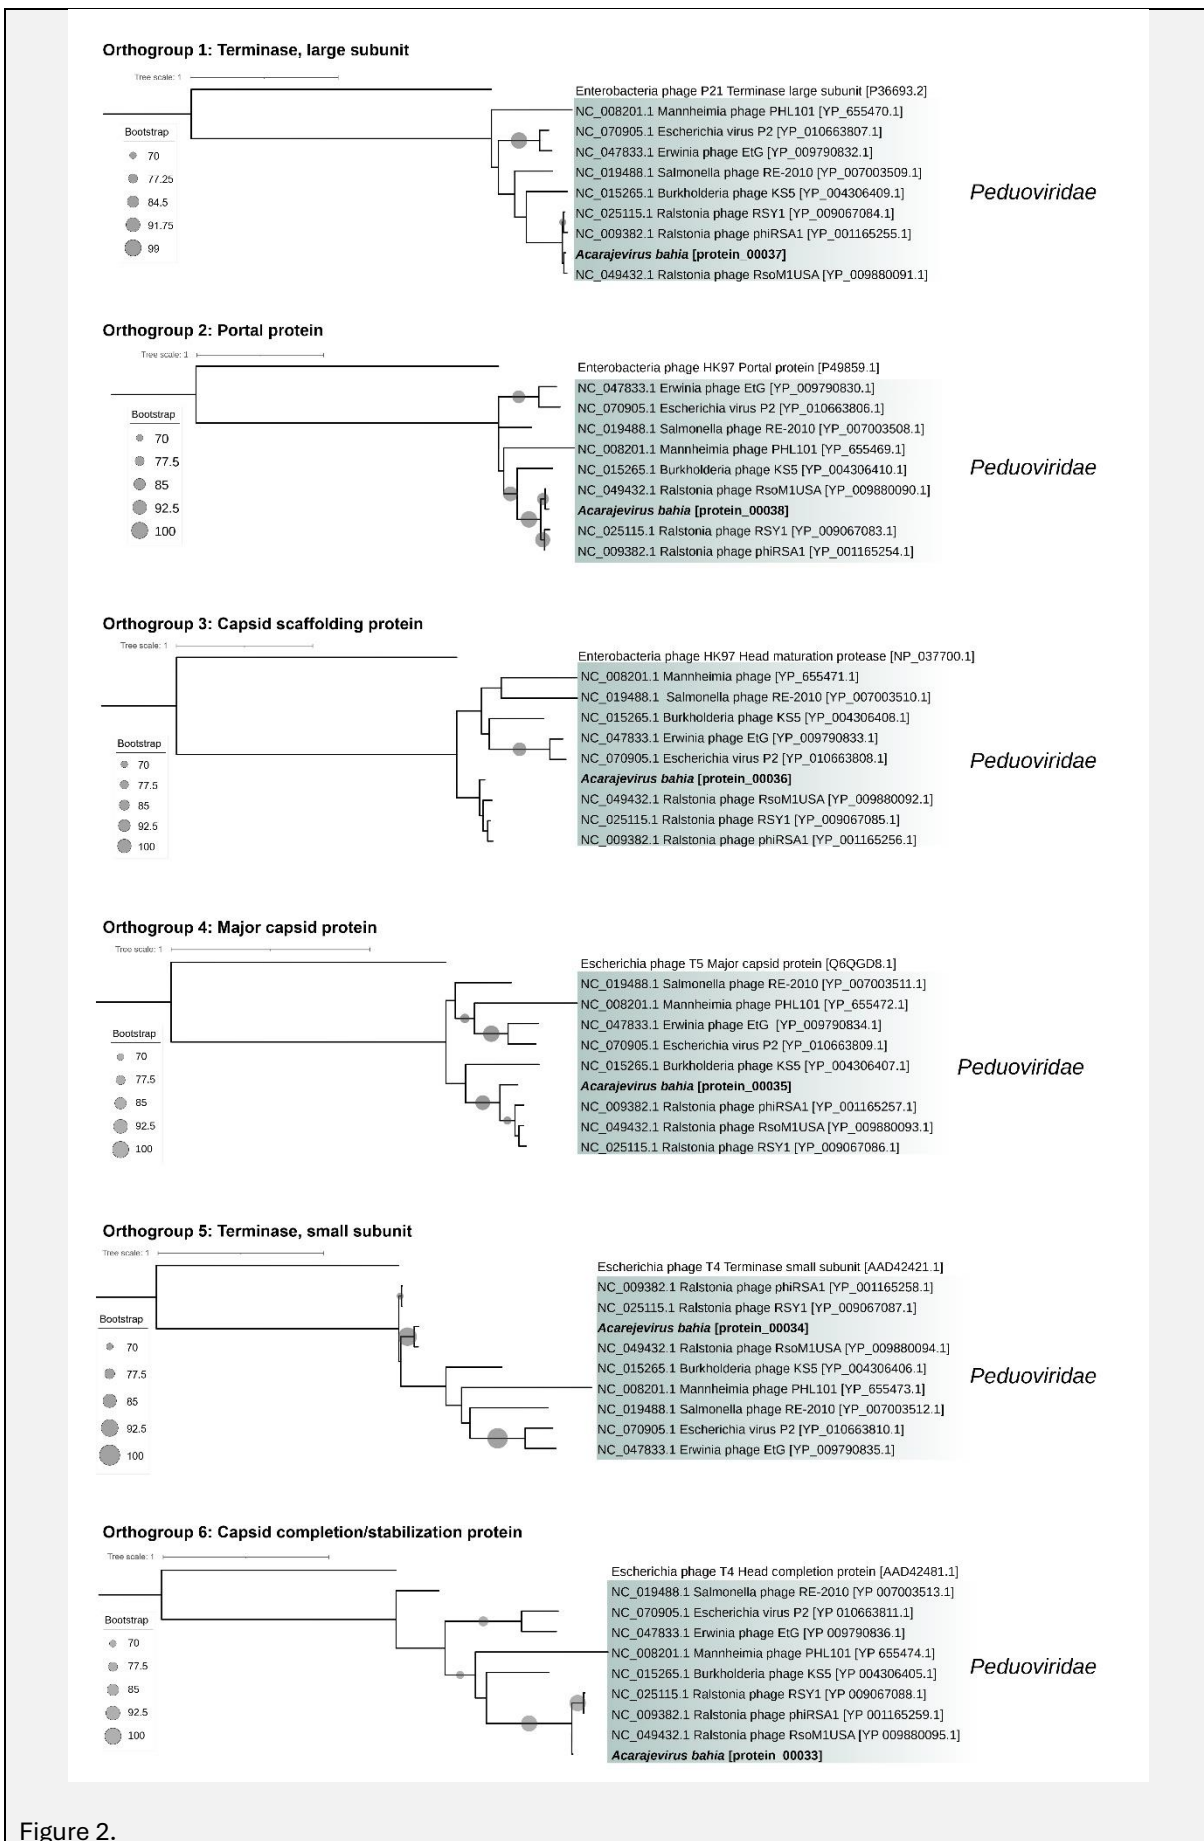 Orthogroup 1: Terminase, large subunit
Tree scale: 1
Enterobacteria phage P21 Terminase large subunit [P36693.2]
NC_008201.1 Mannheimia phage PHL101 [YP_655470.1]
NC_070905.1 Escherichia virus P2 [YP_010663807.1]
NC_047833.1 Erwinia phage EtG [YP_009790832.1]
NC_019488.1 Salmonella phage RE-2010 [YP_007003509.1]
NC_015265.1 Burkholderia phage KS5 [YP_004306409.1]
NC_025115.1 Ralstonia phage RSY1 [YP_009067084.1]
NC_009382.1 Ralstonia phage phiRSA1 [YP_001165255.1]
Acarajevirus bahia [protein_00037]
NC_049432.1 Ralstonia phage RsoM1USA [YP_009880091.1]
Bootstrap
70
77.25
84.5
91.75
99
Peduoviridae
Orthogroup 2: Portal protein
Tree scale: 1
Enterobacteria phage HK97 Portal protein [P49859.1]
NC_047833.1 Erwinia phage EtG [YP_009790830.1]
NC_070905.1 Escherichia virus P2 [YP_010663806.1]
NC_019488.1 Salmonella phage RE-2010 [YP_007003508.1]
NC_008201.1 Mannheimia phage PHL101 [YP_655469.1]
NC_015265.1 Burkholderia phage KS5 [YP_004306410.1]
NC_049432.1 Ralstonia phage RsoM1USA [YP_009880090.1]
Acarajevirus bahia [protein_00038]
NC_025115.1 Ralstonia phage RSY1 [YP_009067083.1]
NC_009382.1 Ralstonia phage phiRSA1 [YP_001165254.1]
Bootstrap
70
77.5
85
92.5
100
Peduoviridae
Orthogroup 3: Capsid scaffolding protein
Tree scale: 1
Enterobacteria phage HK97 Head maturation protease [NP_037700.1]
NC_008201.1 Mannheimia phage [YP_655471.1]
NC_019488.1 Salmonella phage RE-2010 [YP_007003510.1]
NC_015265.1 Burkholderia phage KS5 [YP_004306408.1]
NC_047833.1 Erwinia phage EtG [YP_009790833.1]
NC_070905.1 Escherichia virus P2 [YP_010663808.1]
Acarajevirus bahia [protein_00036]
NC_049432.1 Ralstonia phage RsoM1USA [YP_009880092.1]
NC_025115.1 Ralstonia phage RSY1 [YP_009067085.1]
NC_009382.1 Ralstonia phage phiRSA1 [YP_001165256.1]
Bootstrap
70
77.5
85
92.5
100
Peduoviridae
Orthogroup 4: Major capsid protein
Tree scale: 1
Escherichia phage T5 Major capsid protein [Q6QGD8.1]
NC_019488.1 Salmonella phage RE-2010 [YP_007003511.1]
NC_008201.1 Mannheimia phage PHL101 [YP_655472.1]
NC_047833.1 Erwinia phage EtG [YP_009790834.1]
NC_070905.1 Escherichia virus P2 [YP_010663809.1]
NC_015265.1 Burkholderia phage KS5 [YP_004306407.1]
Acarajevirus bahia [protein_00035]
NC_009382.1 Ralstonia phage phiRSA1 [YP_001165257.1]
NC_049432.1 Ralstonia phage RsoM1USA [YP_009880093.1]
NC_025115.1 Ralstonia phage RSY1 [YP_009067086.1]
Bootstrap
70
77.5
85
92.5
100
Peduoviridae
Orthogroup 5: Terminase, small subunit
Tree scale: 1
Escherichia phage T4 Terminase small subunit [AAD42421.1]
NC_009382.1 Ralstonia phage phiRSA1 [YP_001165258.1]
NC_025115.1 Ralstonia phage RSY1 [YP_009067087.1]
Acarejevirus bahia [protein_00034]
NC_049432.1 Ralstonia phage RsoM1USA [YP_009880094.1]
NC_015265.1 Burkholderia phage KS5 [YP_004306406.1]
NC_008201.1 Mannheimia phage PHL101 [YP_655473.1]
NC_019488.1 Salmonella phage RE-2010 [YP_007003512.1]
NC_070905.1 Escherichia virus P2 [YP_010663810.1]
NC_047833.1 Erwinia phage EtG [YP_009790835.1]
Bootstrap
70
77.5
85
92.5
100
Peduoviridae
Orthogroup 6: Capsid completion/stabilization protein
Tree scale: 1
Escherichia phage T4 Head completion protein [AAD42481.1]
NC_019488.1 Salmonella phage RE-2010 [YP 007003513.1]
NC_070905.1 Escherichia virus P2 [YP 010663811.1]
NC_047833.1 Erwinia phage EtG [YP 009790836.1]
NC_008201.1 Mannheimia phage PHL101 [YP 655474.1]
NC_015265.1 Burkholderia phage KS5 [YP 004306405.1]
NC_025115.1 Ralstonia phage RSY1 [YP 009067088.1]
NC_009382.1 Ralstonia phage phiRSA1 [YP 001165259.1]
NC_049432.1 Ralstonia phage RsoM1USA [YP 009880095.1]
Acarajevirus bahia [protein 00033]
Bootstrap
70
77.5
85
92.5
100
Peduoviridae
Figure 2.